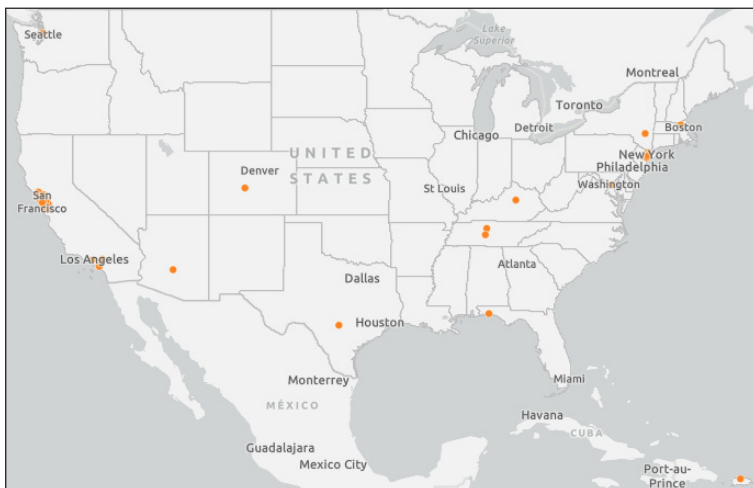 Seattle
Lake
Superior
Montreal
Toronto
Boston
Chicago
Detroit
New York
Philadelphia
UNITED
STATES
Denver
St Louis
Washington
San
Francisco
Los Angeles
Atlanta
Dallas
Houston
Monterrey
Miami
MÉXICO
Havana
CUBA
Guadalajara
Mexico City
Port-au-
Prince